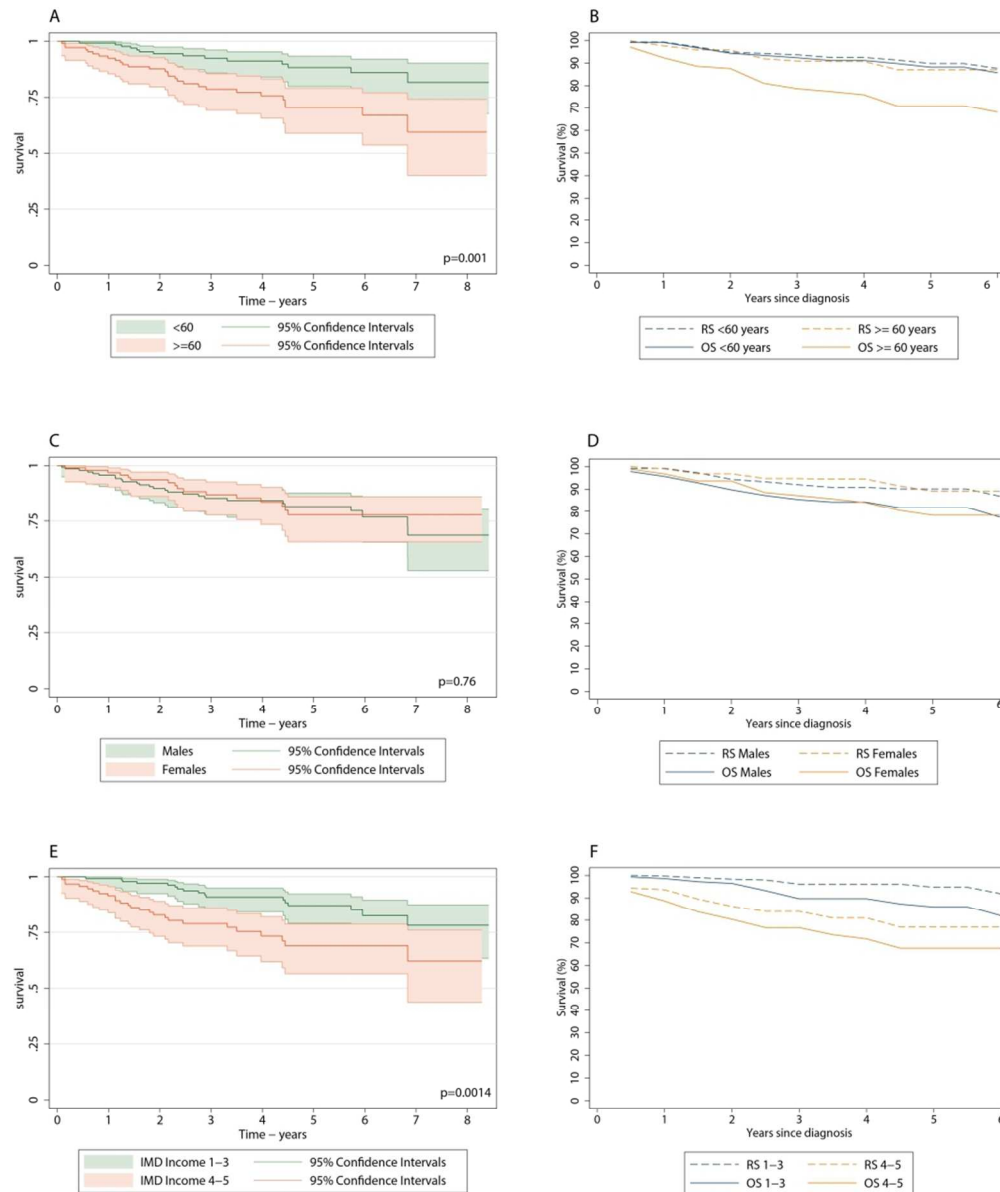 A
survival
1
.75
.5
.25
0
p=0.001
0 1 2 3 4 5 6 7 8
Time – years
<60 95% Confidence Intervals
>=60 95% Confidence Intervals
B
Survival (%)
100
90
80
70
60
50
40
30
20
10
0
0 1 2 3 4 5 6
Years since diagnosis
RS <60 years RS >= 60 years
OS <60 years OS >= 60 years
C
survival
1
.75
.5
.25
0
p=0.76
0 1 2 3 4 5 6 7 8
Time – years
Males 95% Confidence Intervals
Females 95% Confidence Intervals
D
Survival (%)
100
90
80
70
60
50
40
30
20
10
0
0 1 2 3 4 5 6
Years since diagnosis
RS Males RS Females
OS Males OS Females
E
survival
1
.75
.5
.25
0
p=0.0014
0 1 2 3 4 5 6 7 8
Time – years
IMD Income 1–3 95% Confidence Intervals
IMD Income 4–5 95% Confidence Intervals
F
Survival (%)
100
90
80
70
60
50
40
30
20
10
0
0 1 2 3 4 5 6
Years since diagnosis
RS 1–3 RS 4–5
OS 1–3 OS 4–5